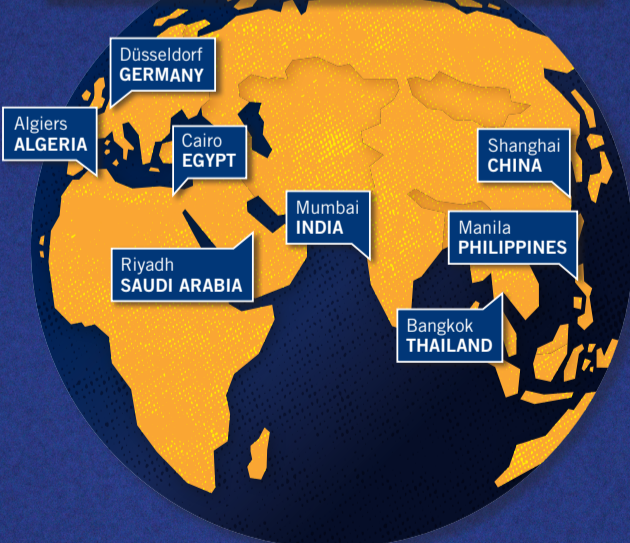 Düsseldorf
GERMANY
Algiers
ALGERIA
Cairo
EGYPT
Shanghai
CHINA
Mumbai
INDIA
Manila
PHILIPPINES
Riyadh
SAUDI ARABIA
Bangkok
THAILAND